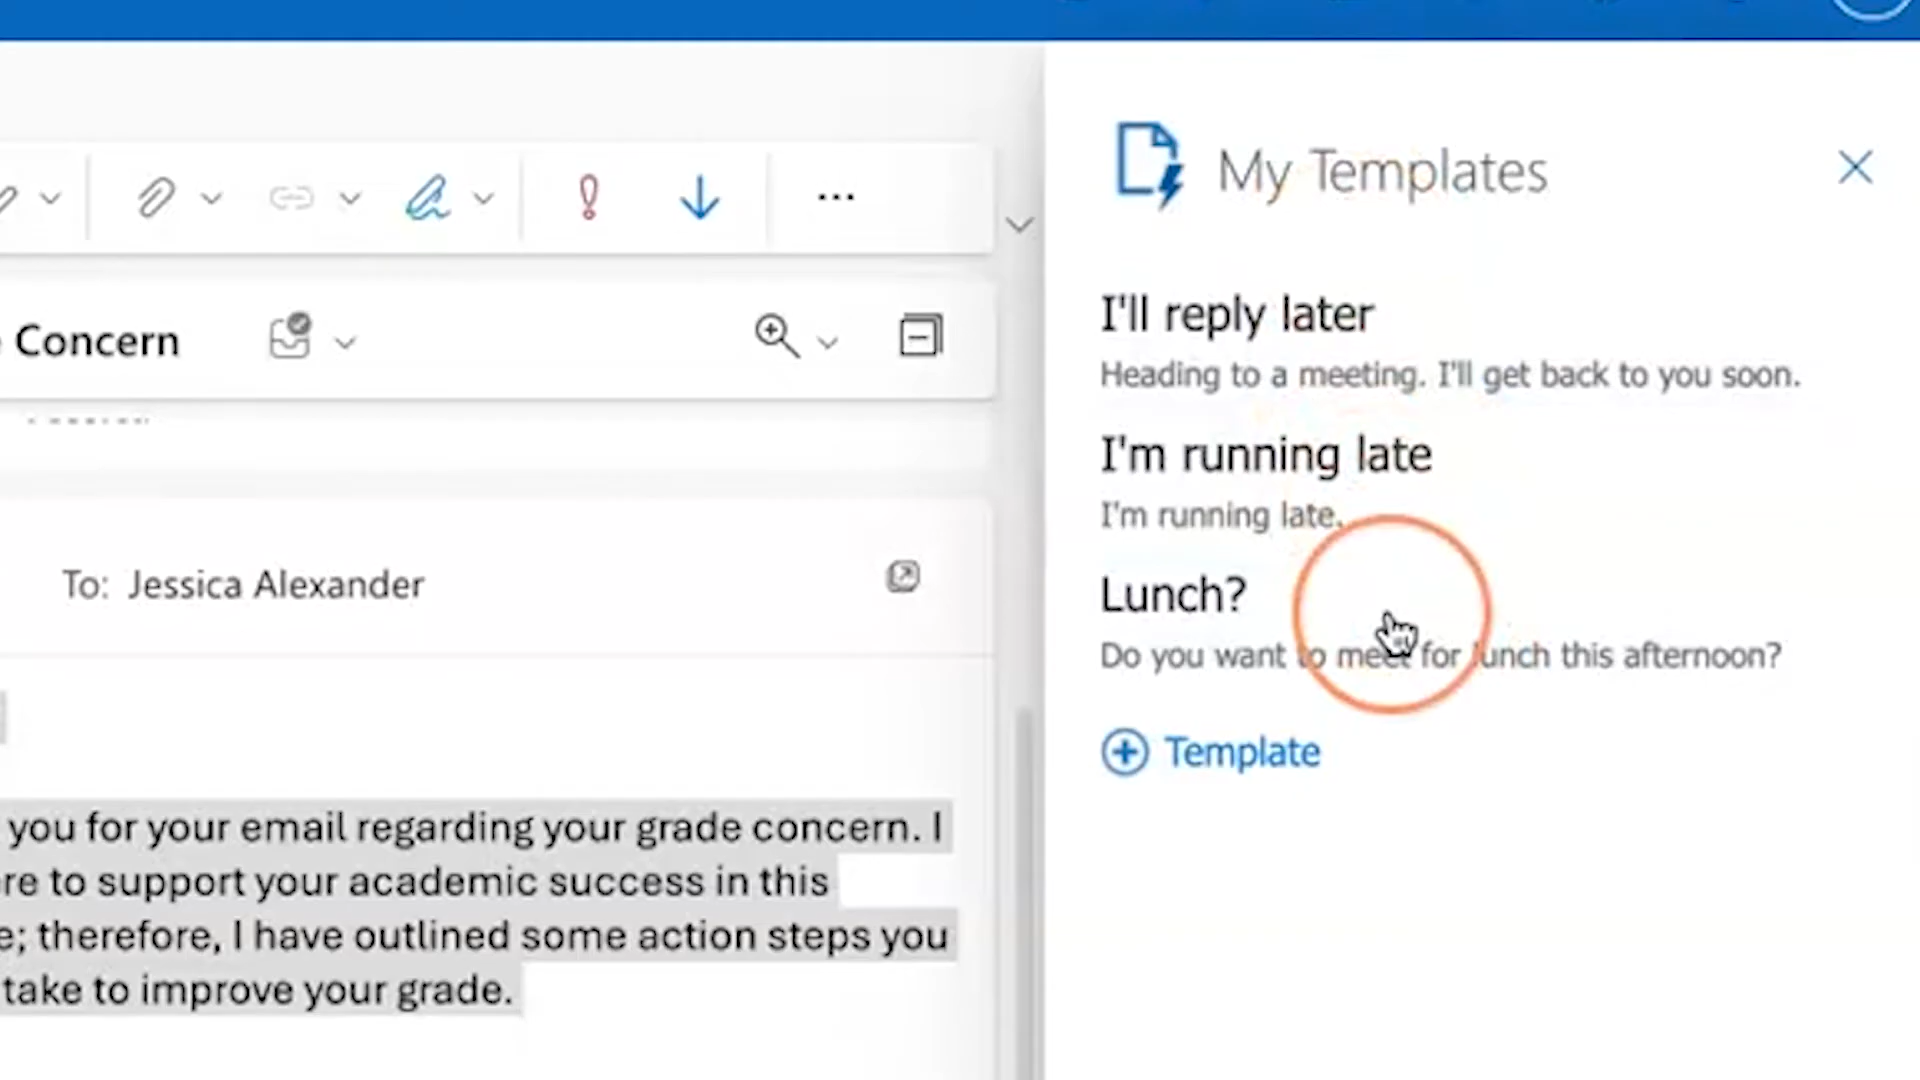 My Templates
Concern
I'll reply later
Heading to a meeting. I'll get back to you soon.
I'm running late
I'm running late.
To: Jessica Alexander
Lunch?
Do you want to meet for lunch this afternoon?
+ Template
you for your email regarding your grade concern. I
re to support your academic success in this
e; therefore, I have outlined some action steps you
take to improve your grade.